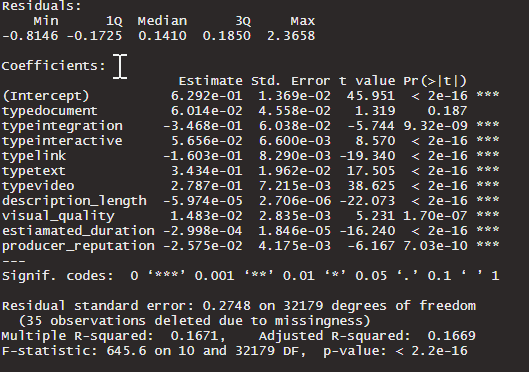 Residuals:
    Min      1Q  Median      3Q     Max
-0.8146 -0.1725  0.1410  0.1850  2.3658
Coefficients:
                     Estimate Std. Error t value Pr(>|t|)
(Intercept)         6.292e-01  1.369e-02  45.951  < 2e-16 ***
typedocument        6.014e-02  4.558e-02   1.319    0.187
typeintegration    -3.468e-01  6.038e-02  -5.744 9.32e-09 ***
typeinteractive     5.656e-02  6.600e-03   8.570  < 2e-16 ***
typelink           -1.603e-01  8.290e-03 -19.340  < 2e-16 ***
typetext            3.434e-01  1.962e-02  17.505  < 2e-16 ***
typevideo           2.787e-01  7.215e-03  38.625  < 2e-16 ***
description_length -5.974e-05  2.706e-06 -22.073  < 2e-16 ***
visual_quality      1.483e-02  2.835e-03   5.231 1.70e-07 ***
estiamated_duration -2.998e-04  1.846e-05 -16.240  < 2e-16 ***
producer_reputation -2.575e-02  4.175e-03  -6.167 7.03e-10 ***
---
Signif. codes:  0 ‘***’ 0.001 ‘**’ 0.01 ‘*’ 0.05 ‘.’ 0.1 ‘ ’ 1
Residual standard error: 0.2748 on 32179 degrees of freedom
  (35 observations deleted due to missingness)
Multiple R-squared:  0.1671,	Adjusted R-squared:  0.1669
F-statistic: 645.6 on 10 and 32179 DF,  p-value: < 2.2e-16